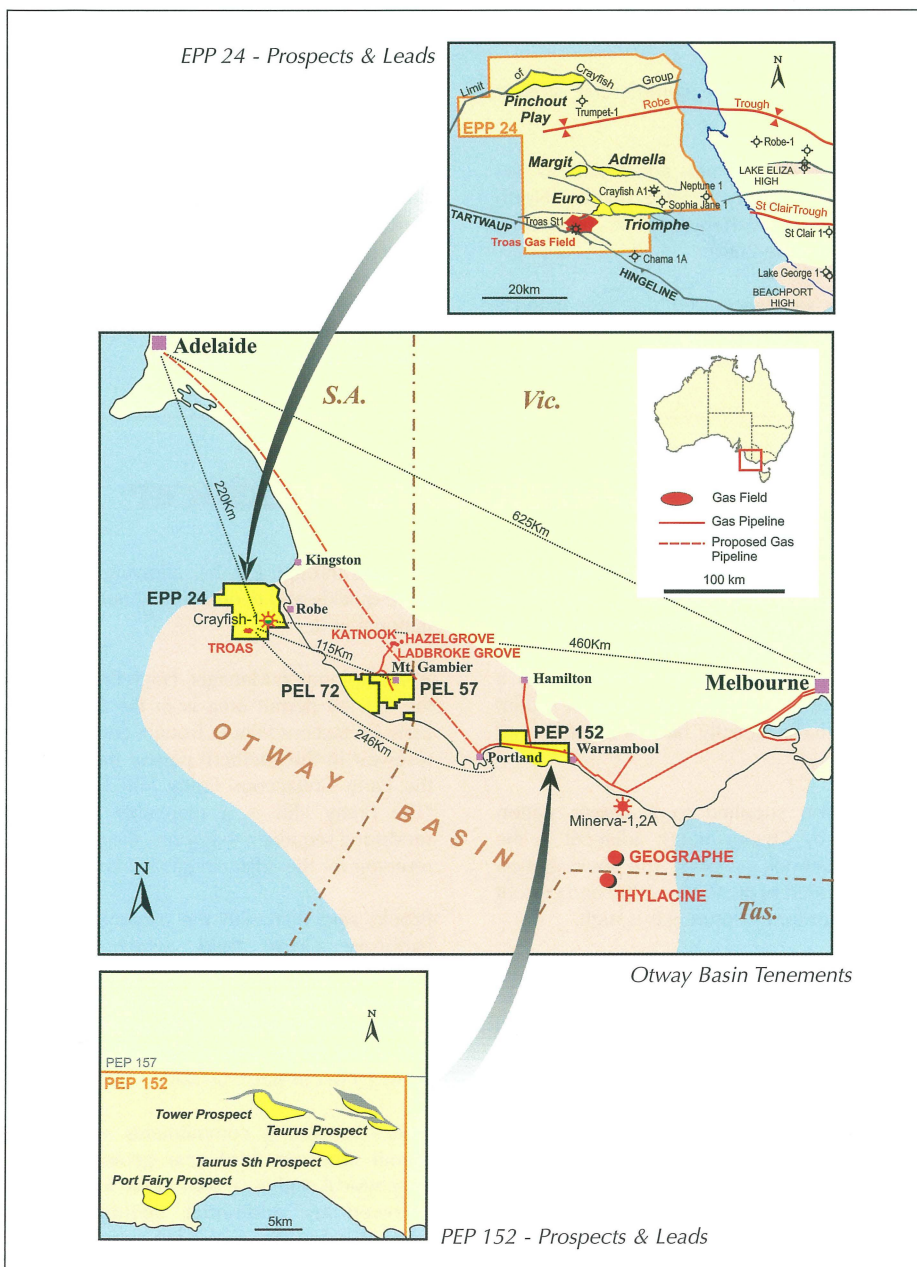 EPP 24 - Prospects & Leads
N
Limit of Crayfish Group
Pinchout
Play
Trumpet-1
Robe Trough
EPP 24
Robe-1
Margit
Admella
LAKE ELIZA
HIGH
Crayfish A1
Neptune 1
Euro
Sophia Jane 1
St Clair Trough
TARTWAUP
Troas St1
Triomphe
St Clair 1
Troas Gas Field
Chama 1A
Lake George 1
HINGELINE
20km
BEACHPORT
HIGH
Adelaide
S.A.
Vic.
220Km
625Km
Gas Field
Gas Pipeline
Proposed Gas
Pipeline
100 km
Kingston
EPP 24
Crayfish-1
Robe
TROAS
KATNOOK
HAZELGROVE
LADBROKE GROVE
115Km
460Km
Mt. Gambier
PEL 72
PEL 57
Hamilton
Melbourne
246Km
PEP 152
Portland
Warnambool
OTWAY BASIN
Minerva-1,2A
GEOGRAPHE
THYLACINE
N
Tas.
Otway Basin Tenements
N
PEP 157
PEP 152
Tower Prospect
Taurus Prospect
Taurus Sth Prospect
Port Fairy Prospect
5km
PEP 152 - Prospects & Leads